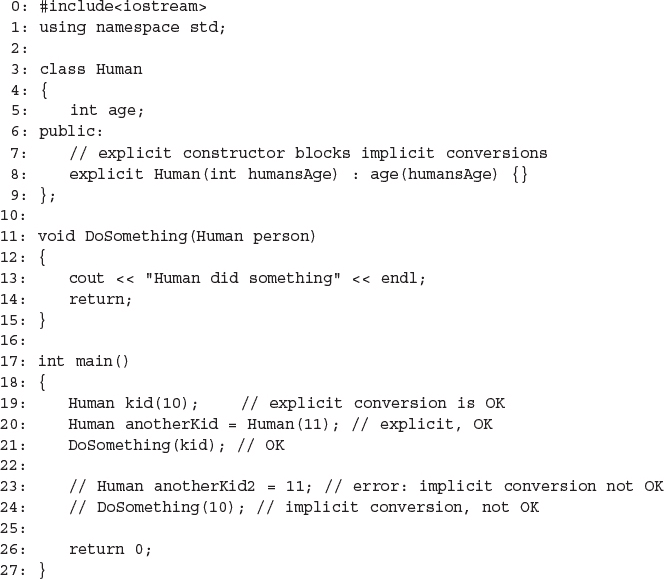 0: #include<iostream>
1: using namespace std;
2:
3: class Human
4: {
5:    int age;
6: public:
7:    // explicit constructor blocks implicit conversions
8:    explicit Human(int humansAge) : age(humansAge) {}
9: };
10:
11: void DoSomething(Human person)
12: {
13:    cout << "Human did something" << endl;
14:    return;
15: }
16:
17: int main()
18: {
19:    Human kid(10);    // explicit conversion is OK
20:    Human anotherKid = Human(11); // explicit, OK
21:    DoSomething(kid); // OK
22:
23:    // Human anotherKid2 = 11; // error: implicit conversion not OK
24:    // DoSomething(10); // implicit conversion, not OK
25:
26:    return 0;
27: }